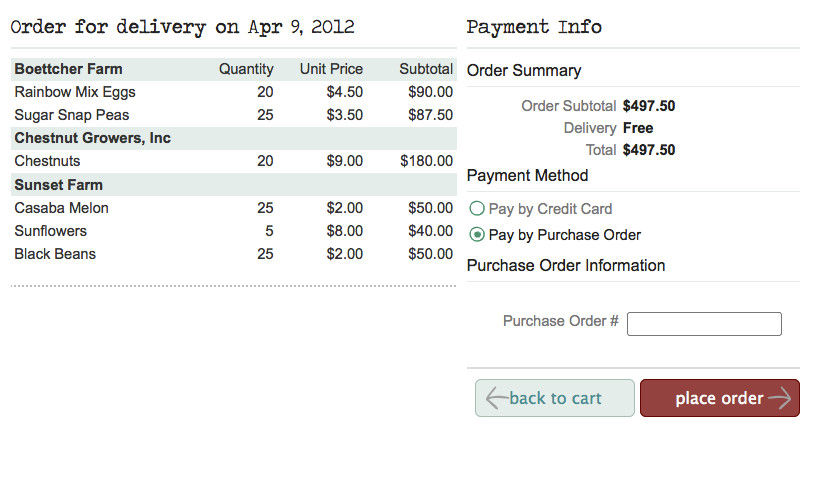 Order for delivery on Apr 9, 2012
Boettcher Farm Quantity Unit Price Subtotal
Rainbow Mix Eggs 20 $4.50 $90.00
Sugar Snap Peas 25 $3.50 $87.50
Chestnut Growers, Inc
Chestnuts 20 $9.00 $180.00
Sunset Farm
Casaba Melon 25 $2.00 $50.00
Sunflowers 5 $8.00 $40.00
Black Beans 25 $2.00 $50.00
Payment Info
Order Summary
Order Subtotal $497.50
Delivery Free
Total $497.50
Payment Method
Pay by Credit Card
Pay by Purchase Order
Purchase Order Information
Purchase Order #
back to cart
place order